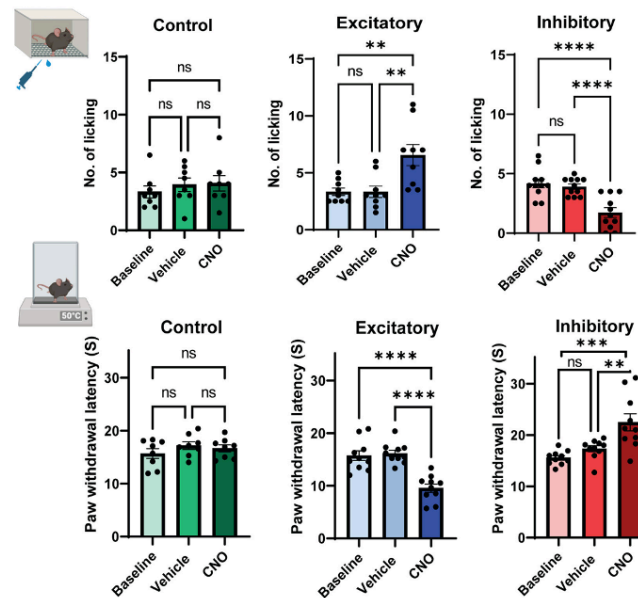 Control
Excitatory
Inhibitory
No. of licking
15
10
5
0
ns
ns
ns
Baseline
Vehicle
CNO
No. of licking
15
10
5
0
**
ns
**
Baseline
Vehicle
CNO
No. of licking
15
10
5
0
****
****
ns
Baseline
Vehicle
CNO
50°C
Control
Excitatory
Inhibitory
Paw withdrawal latency (S)
30
20
10
0
ns
ns
ns
Baseline
Vehicle
CNO
Paw withdrawal latency (S)
30
20
10
0
****
****
Baseline
Vehicle
CNO
Paw withdrawal latency (S)
30
20
10
0
***
ns
**
Baseline
Vehicle
CNO